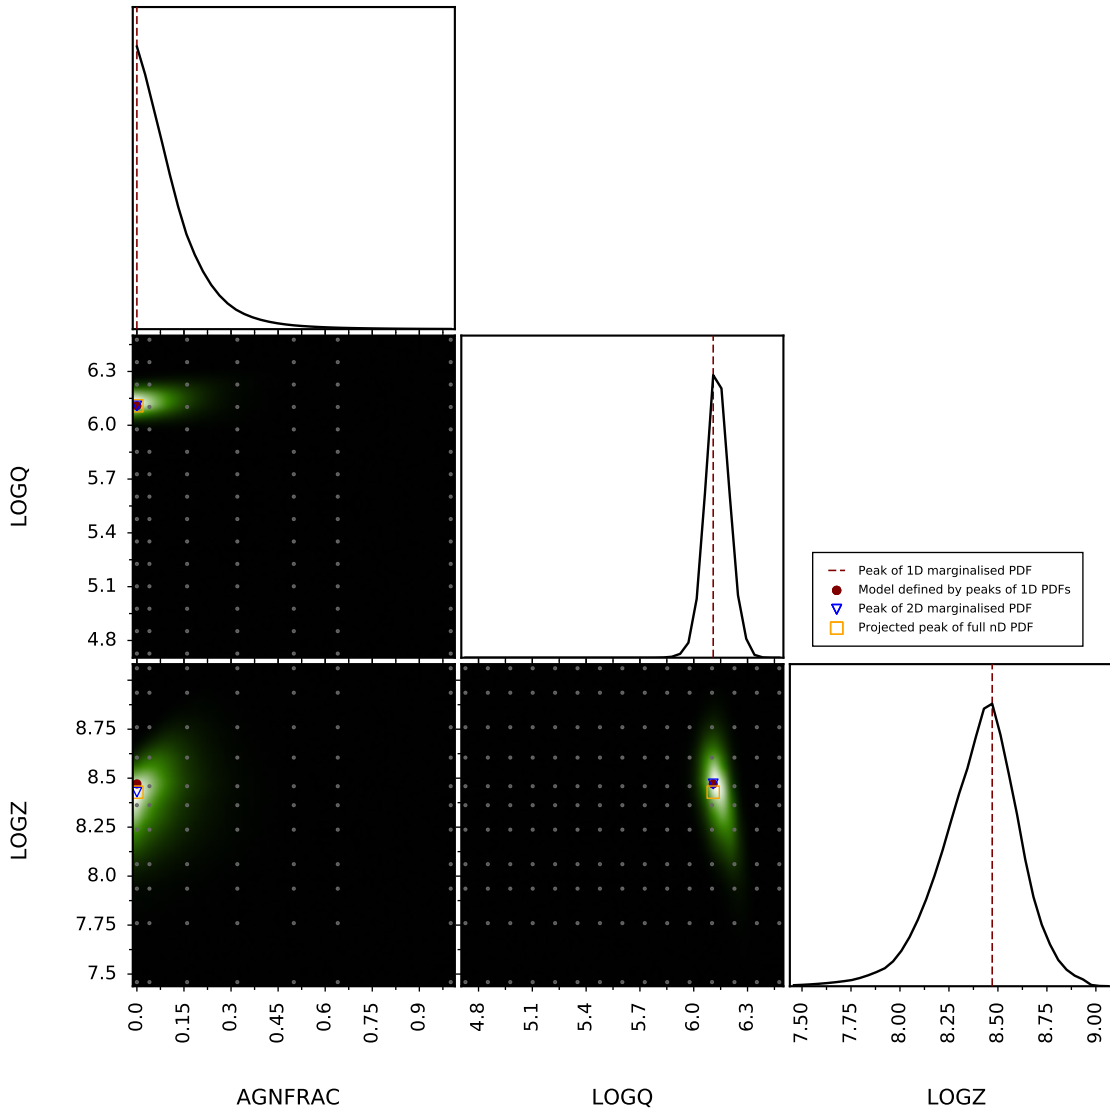 6.3
6.0
5.7
5.4
5.1
4.8
LOGQ
Peak of 1D marginalised PDF
Model defined by peaks of 1D PDFs
Peak of 2D marginalised PDF
Projected peak of full nD PDF
8.75
8.5
8.25
8.0
7.75
7.5
LOGZ
0.0 0.15 0.3 0.45 0.6 0.75 0.9
4.8 5.1 5.4 5.7 6.0 6.3
7.50 7.75 8.00 8.25 8.50 8.75 9.00
AGNFRAC
LOGQ
LOGZ